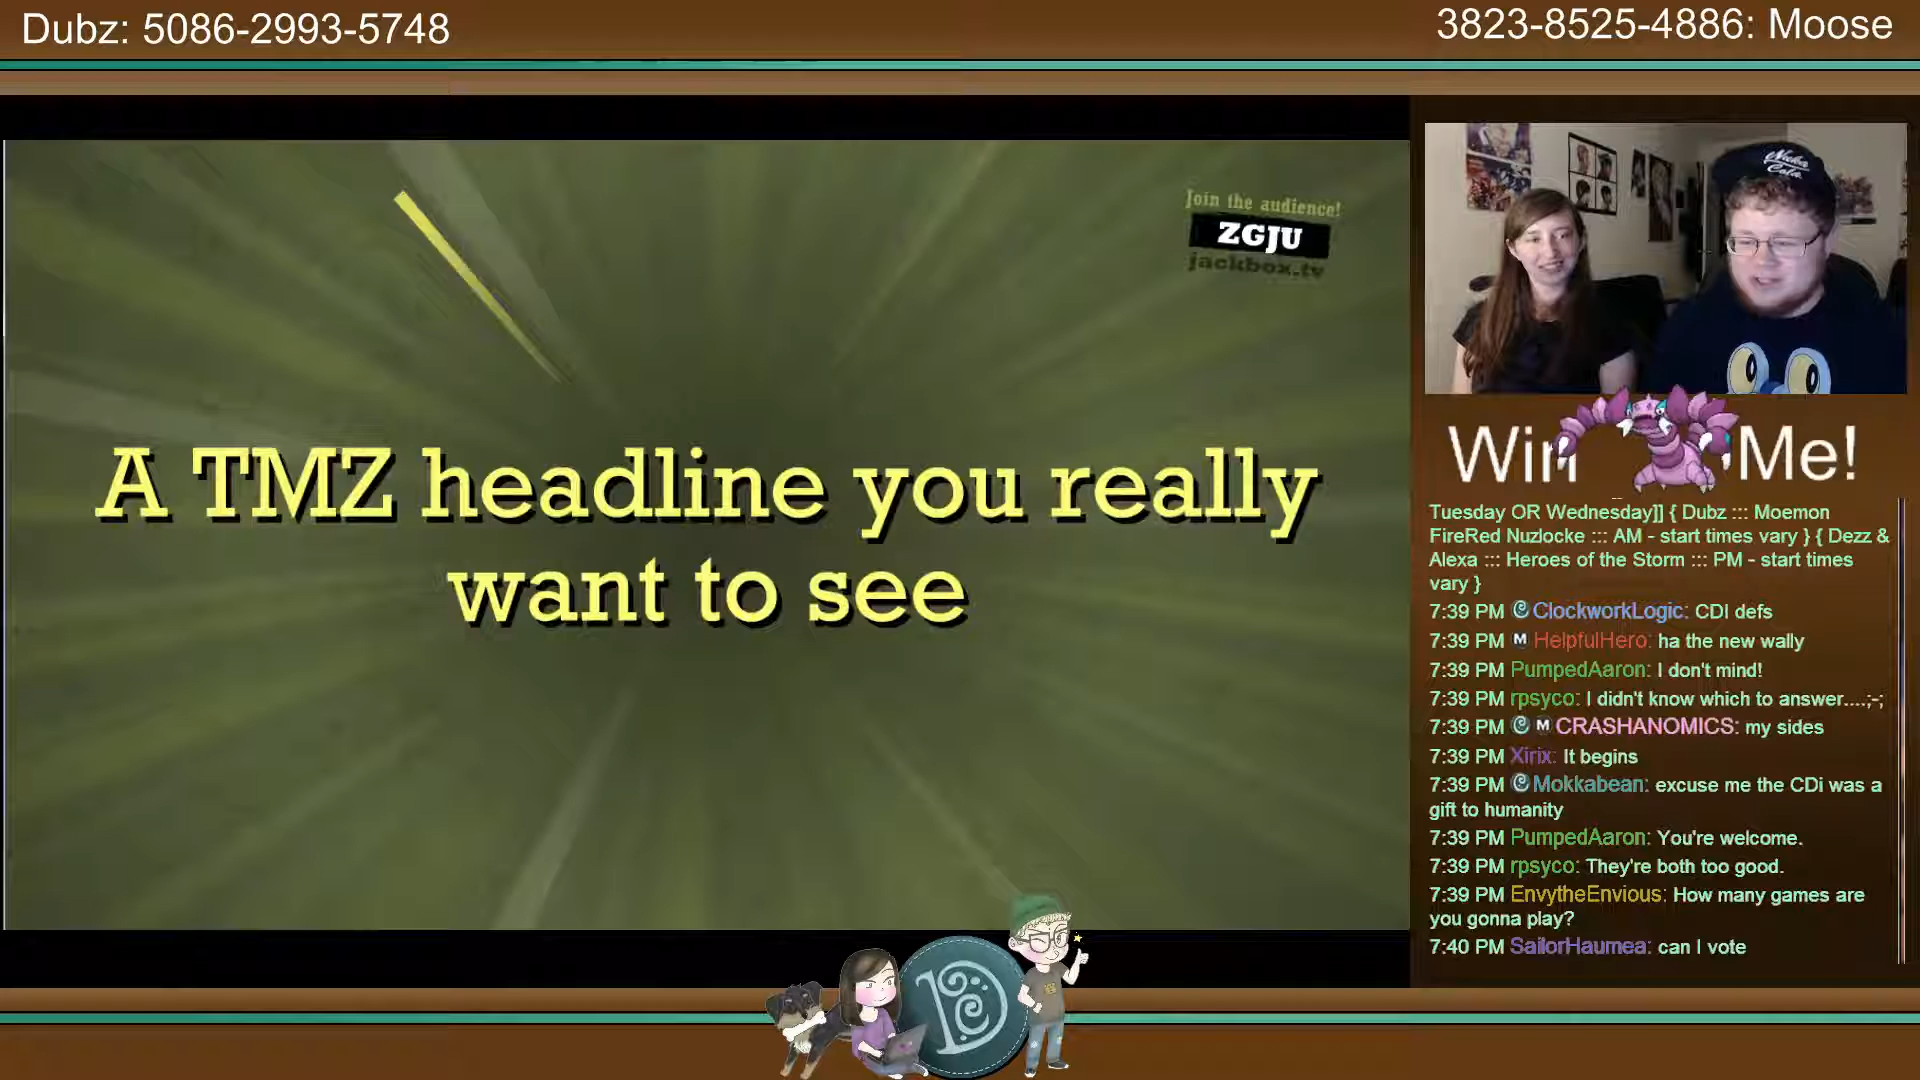 Dubz: 5086-2993-5748
3823-8525-4886: Moose
Join the audience!
ZGJU
jackbox.tv
A TMZ headline you really
want to see
Nuka
Cola
Win Me!
Tuesday OR Wednesday]] { Dubz ::: Moemon
FireRed Nuzlocke ::: AM - start times vary } { Dezz &
Alexa ::: Heroes of the Storm ::: PM - start times
vary }
7:39 PM ClockworkLogic: CDI defs
7:39 PM M HelpfulHero: ha the new wally
7:39 PM PumpedAaron: I don't mind!
7:39 PM rpsyco: I didn't know which to answer....;-;
7:39 PM M CRASHANOMICS: my sides
7:39 PM Xirix: It begins
7:39 PM Mokkabean: excuse me the CDi was a
gift to humanity
7:39 PM PumpedAaron: You're welcome.
7:39 PM rpsyco: They're both too good.
7:39 PM EnvytheEnvious: How many games are
you gonna play?
7:40 PM SailorHaumea: can I vote